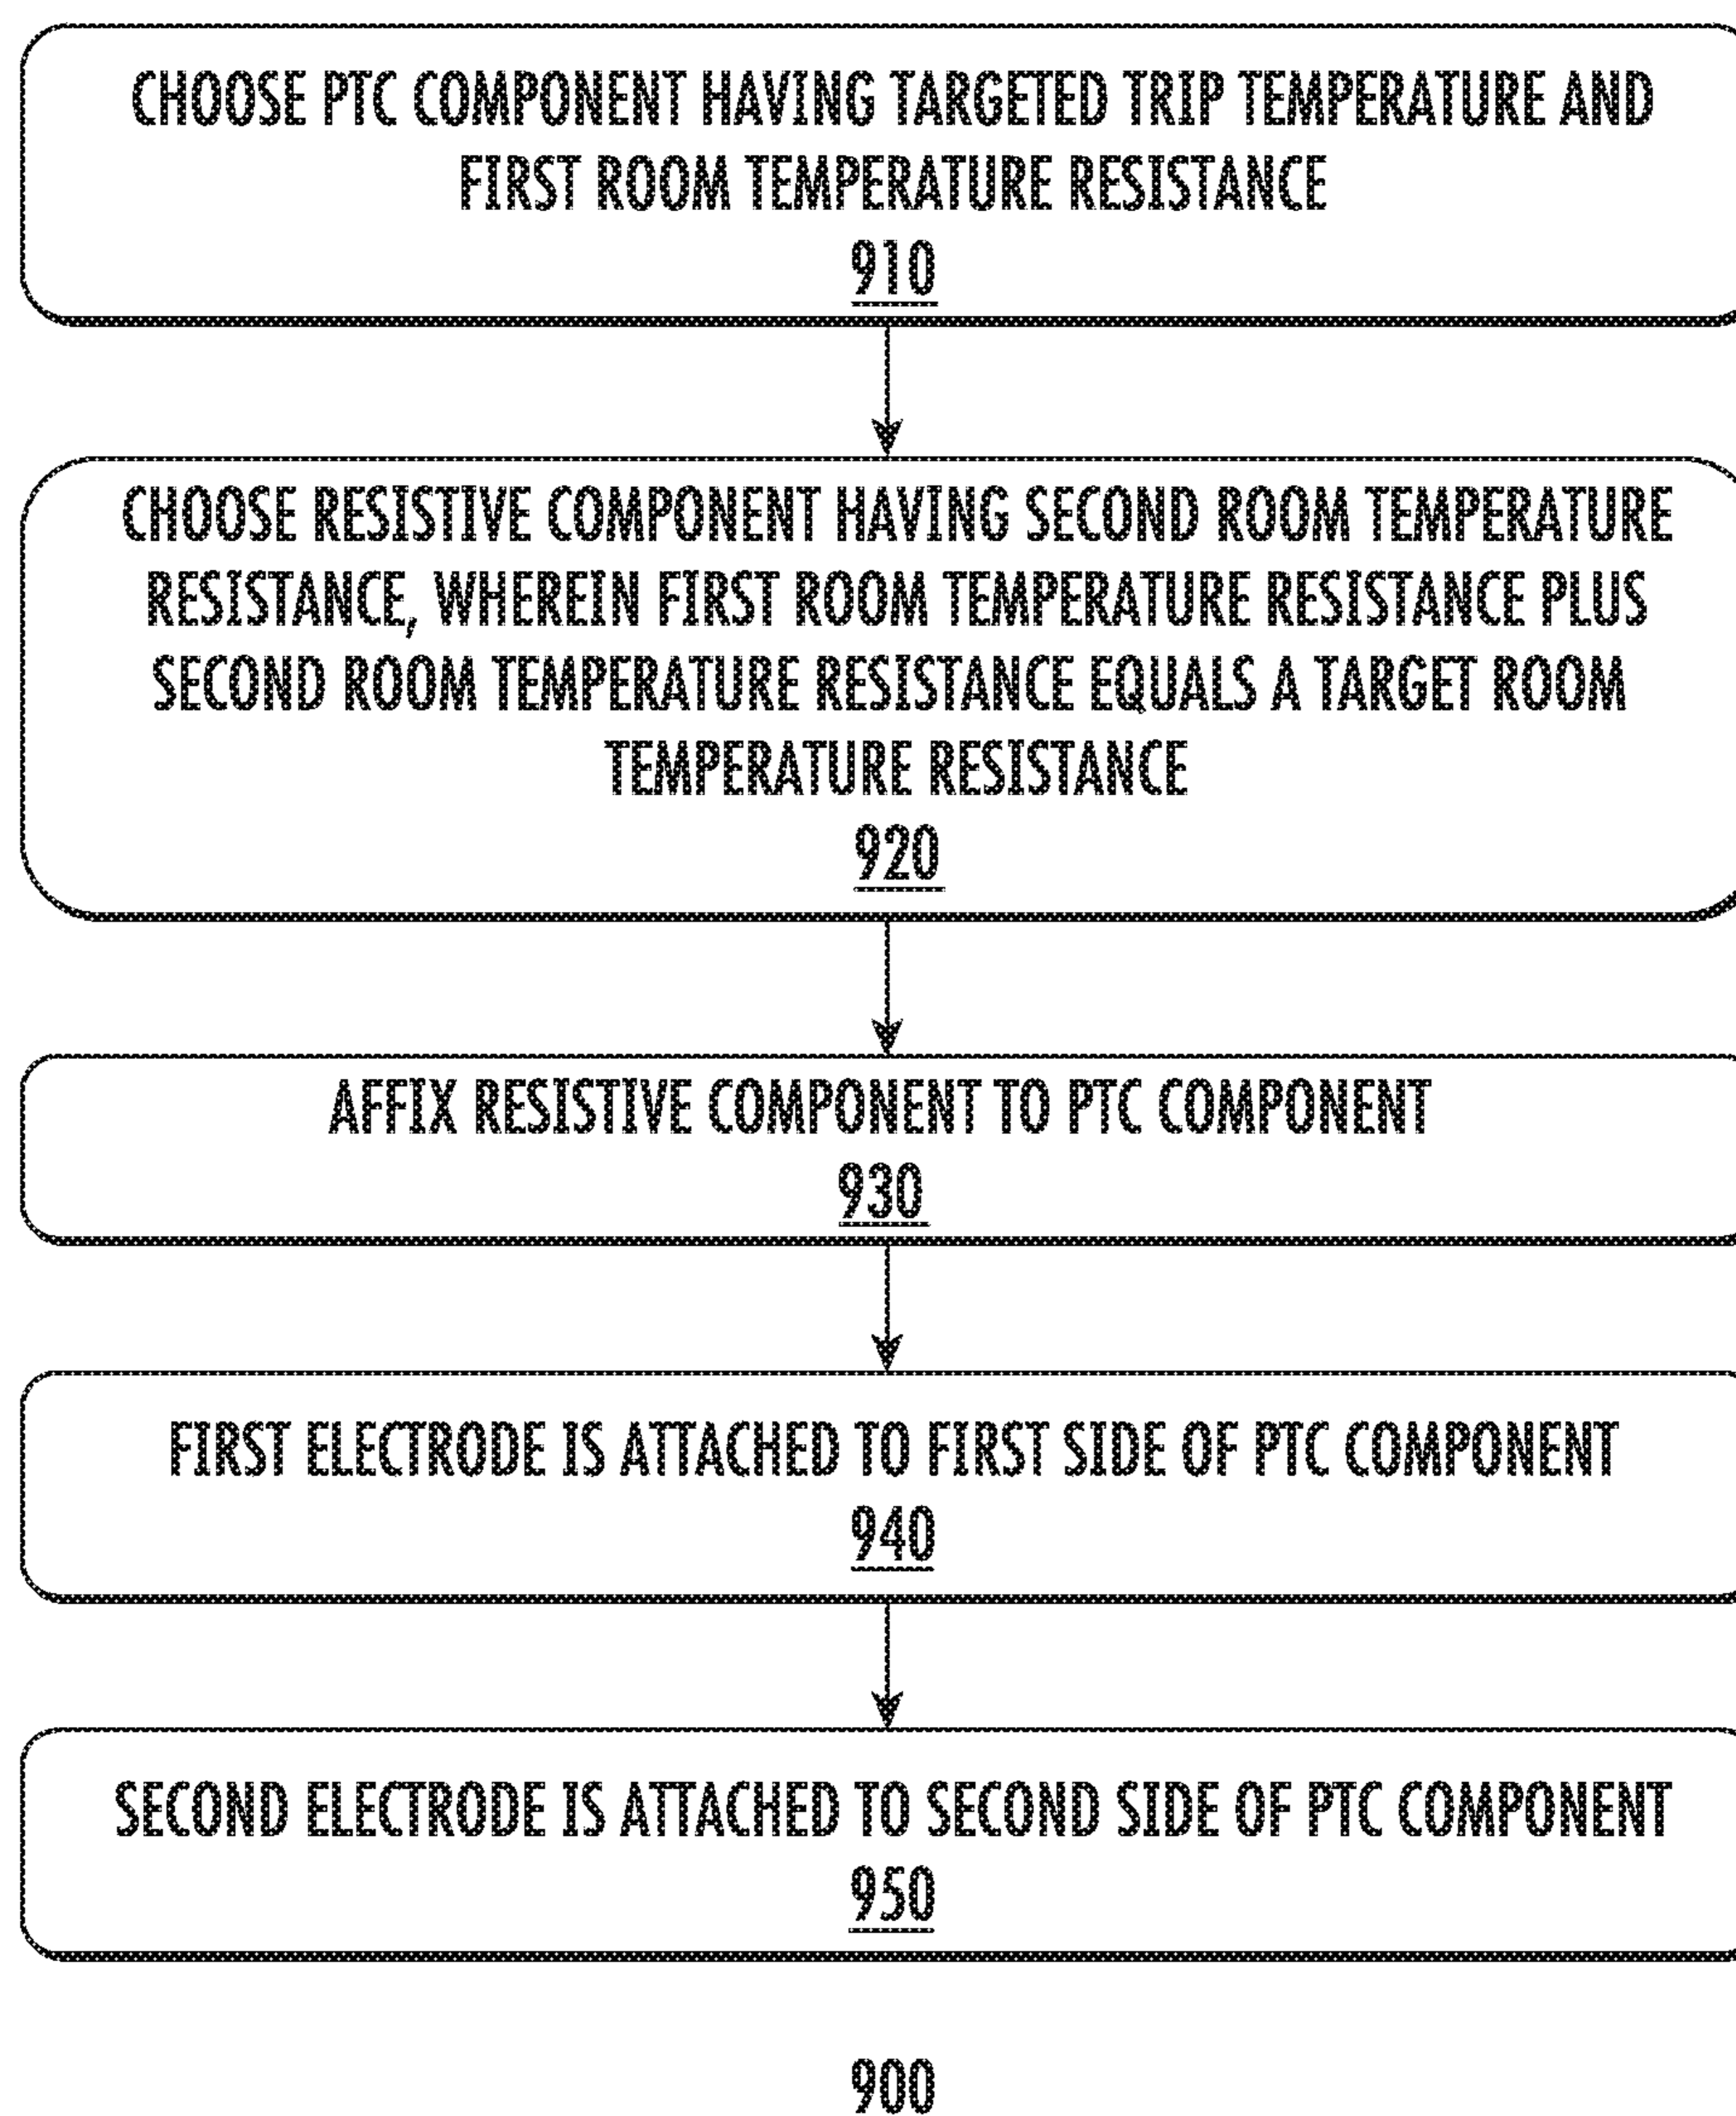 CHOOSE PTC COMPONENT HAVING TARGETED TRIP TEMPERATURE AND
FIRST ROOM TEMPERATURE RESISTANCE
910
CHOOSE RESISTIVE COMPONENT HAVING SECOND ROOM TEMPERATURE
RESISTANCE, WHEREIN FIRST ROOM TEMPERATURE RESISTANCE PLUS
SECOND ROOM TEMPERATURE RESISTANCE EQUALS A TARGET ROOM
TEMPERATURE RESISTANCE
920
AFFIX RESISTIVE COMPONENT TO PTC COMPONENT
930
FIRST ELECTRODE IS ATTACHED TO FIRST SIDE OF PTC COMPONENT
940
SECOND ELECTRODE IS ATTACHED TO SECOND SIDE OF PTC COMPONENT
950
900